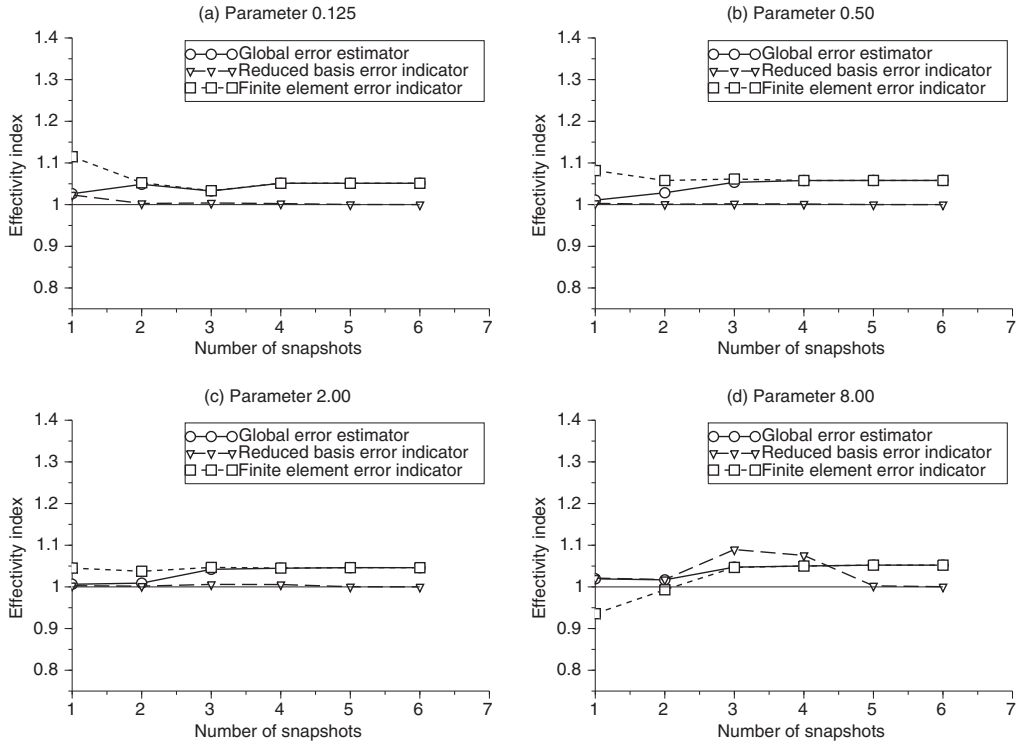 (a) Parameter 0.125
1.4
1.3
1.2
1.1
1
0.9
0.8
Effectivity index
Global error estimator
Reduced basis error indicator
Finite element error indicator
1 2 3 4 5 6 7
Number of snapshots
(b) Parameter 0.50
1.4
1.3
1.2
1.1
1
0.9
0.8
Effectivity index
Global error estimator
Reduced basis error indicator
Finite element error indicator
1 2 3 4 5 6 7
Number of snapshots
(c) Parameter 2.00
1.4
1.3
1.2
1.1
1
0.9
0.8
Effectivity index
Global error estimator
Reduced basis error indicator
Finite element error indicator
1 2 3 4 5 6 7
Number of snapshots
(d) Parameter 8.00
1.4
1.3
1.2
1.1
1
0.9
0.8
Effectivity index
Global error estimator
Reduced basis error indicator
Finite element error indicator
1 2 3 4 5 6 7
Number of snapshots